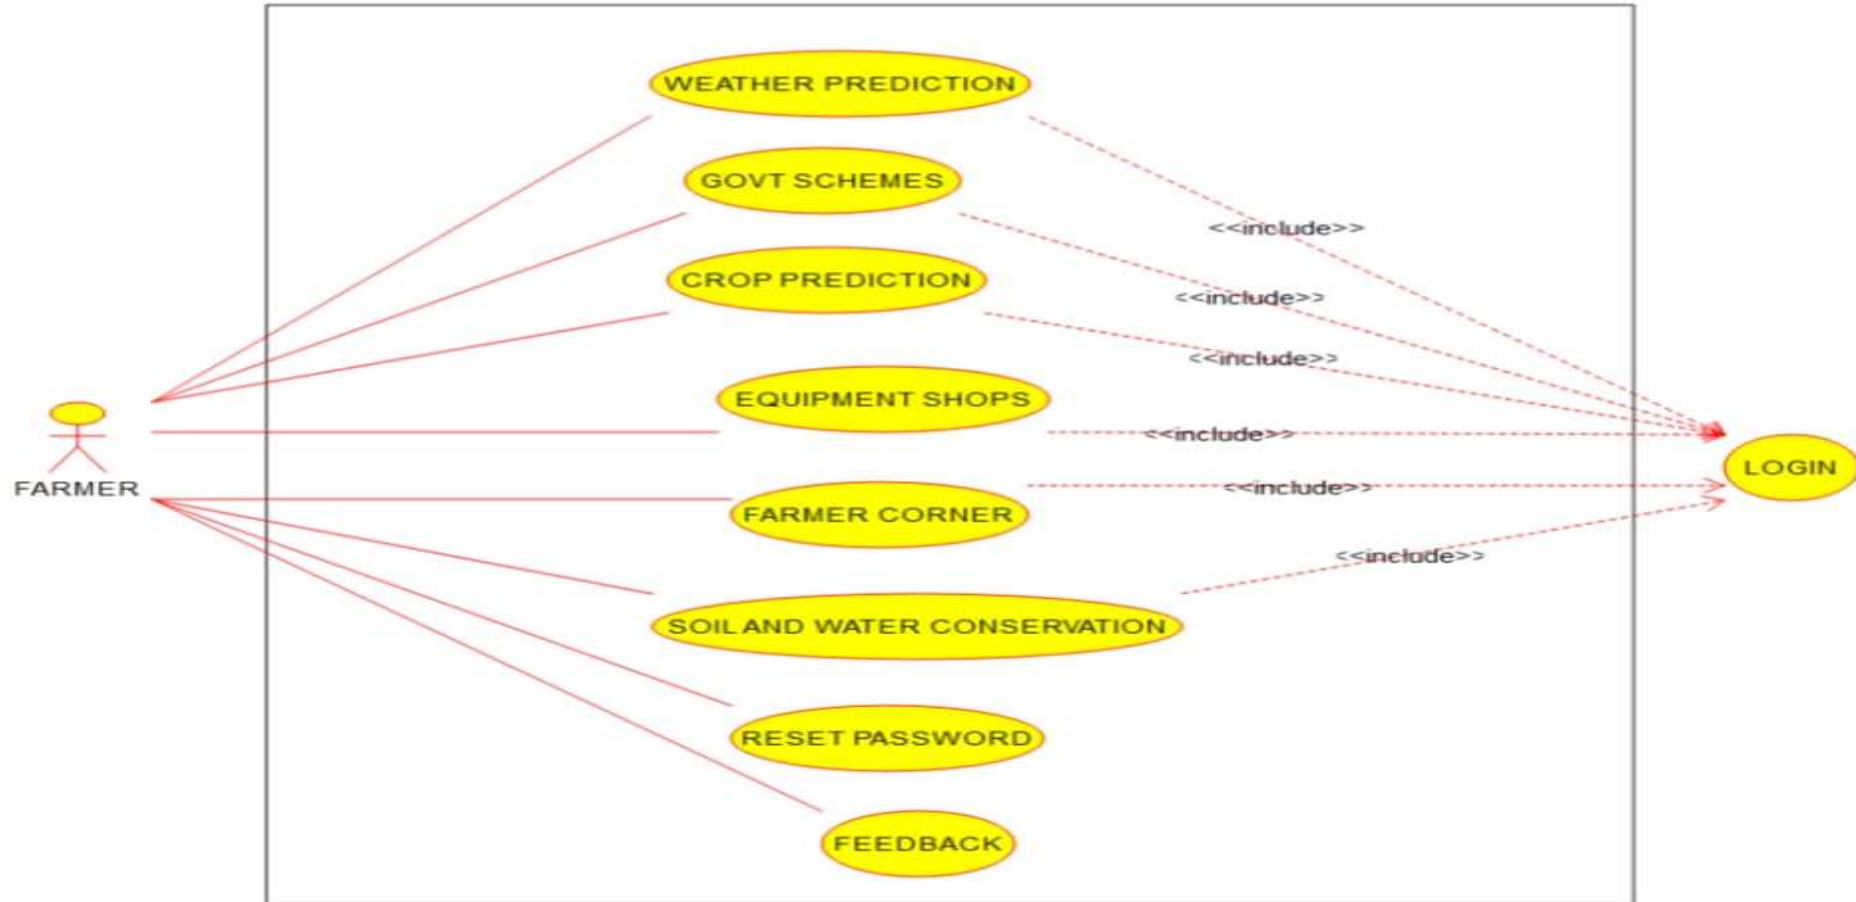 WEATHER PREDICTION
GOVT SCHEMES
<<include>>
CROP PREDICTION
<<include>>
<<include>>
EQUIPMENT SHOPS
<<include>>
LOGIN
FARMER
<<include>>
FARMER CORNER
<<include>>
SOIL AND WATER CONSERVATION
RESET PASSWORD
FEEDBACK